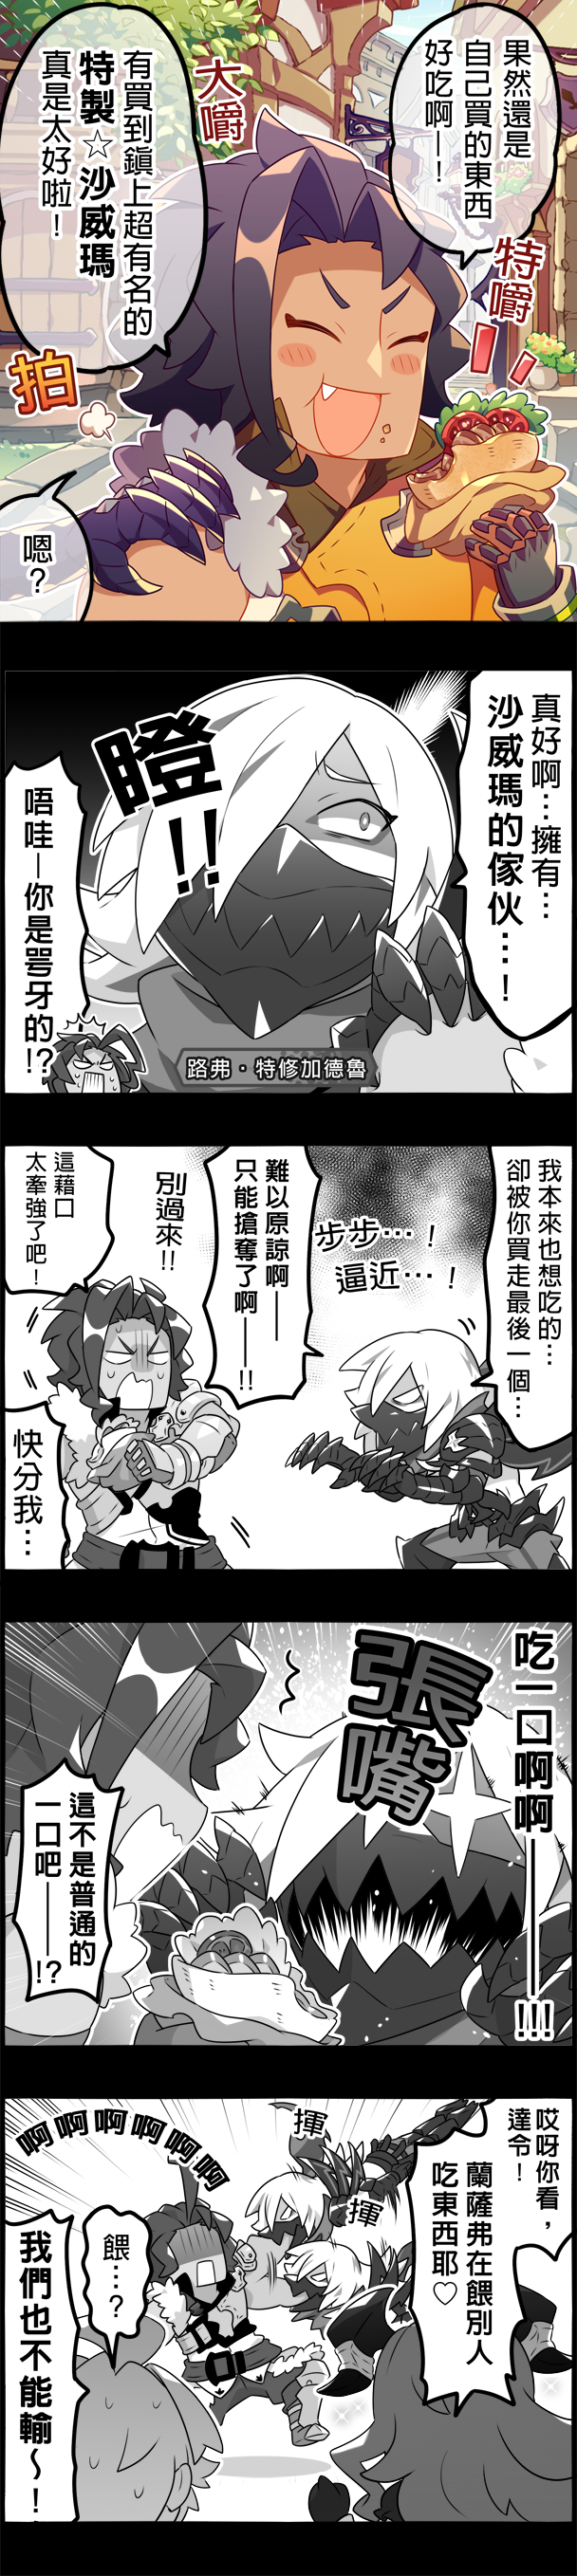 果然還是
自己買的東西
好吃啊—！
特嚼
大嚼
有買到鎮上超有名的
特製☆沙威瑪
真是太好啦！
拍
嗯？
真好啊…擁有…
沙威瑪的傢伙…！
瞪!!
唔哇—你是咢牙的!?
路弗・特修加德魯
我本來也想吃的…
卻被你買走最後一個…
步步…！
逼近…！
難以原諒啊——
只能搶奪了啊——!!
別過來!!
這藉口
太牽強了吧！
快分我…
吃一口啊啊——!!!
張嘴
這不是普通的
一口吧——!?
哎呀你看，
達令！
蘭薩弗在餵別人
吃東西耶♡
揮
揮
啊啊啊啊啊啊
餵…？
我們也不能輸～！